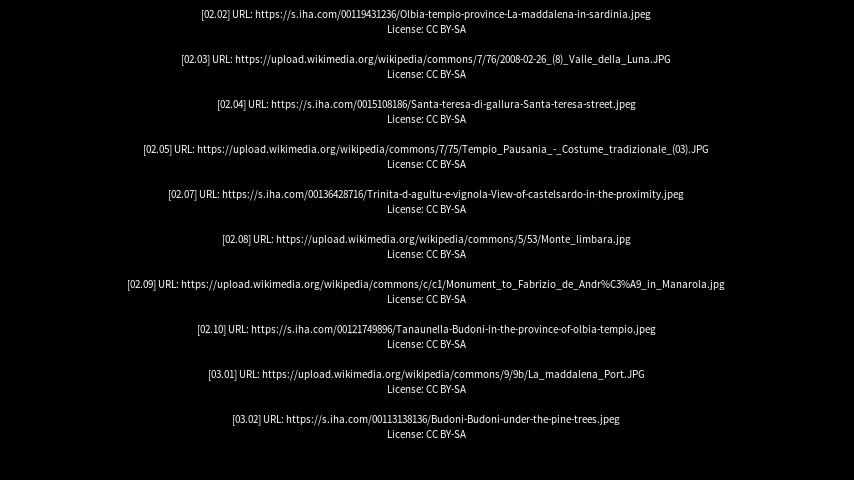 [02.02] URL: https://s.iha.com/00119431236/Olbia-tempio-province-La-maddalena-in-sardinia.jpeg
License: CC BY-SA
[02.03] URL: https://upload.wikimedia.org/wikipedia/commons/7/76/2008-02-26_(8)_Valle_della_Luna.JPG
License: CC BY-SA
[02.04] URL: https://s.iha.com/0015108186/Santa-teresa-di-gallura-Santa-teresa-street.jpeg
License: CC BY-SA
[02.05] URL: https://upload.wikimedia.org/wikipedia/commons/7/75/Tempio_Pausania_-_Costume_tradizionale_(03).JPG
License: CC BY-SA
[02.07] URL: https://s.iha.com/00136428716/Trinita-d-agultu-e-vignola-View-of-castelsardo-in-the-proximity.jpeg
License: CC BY-SA
[02.08] URL: https://upload.wikimedia.org/wikipedia/commons/5/53/Monte_limbara.jpg
License: CC BY-SA
[02.09] URL: https://upload.wikimedia.org/wikipedia/commons/c/c1/Monument_to_Fabrizio_de_Andr%C3%A9_in_Manarola.jpg
License: CC BY-SA
[02.10] URL: https://s.iha.com/00121749896/Tanaunella-Budoni-in-the-province-of-olbia-tempio.jpeg
License: CC BY-SA
[03.01] URL: https://upload.wikimedia.org/wikipedia/commons/9/9b/La_maddalena_Port.JPG
License: CC BY-SA
[03.02] URL: https://s.iha.com/00113138136/Budoni-Budoni-under-the-pine-trees.jpeg
License: CC BY-SA